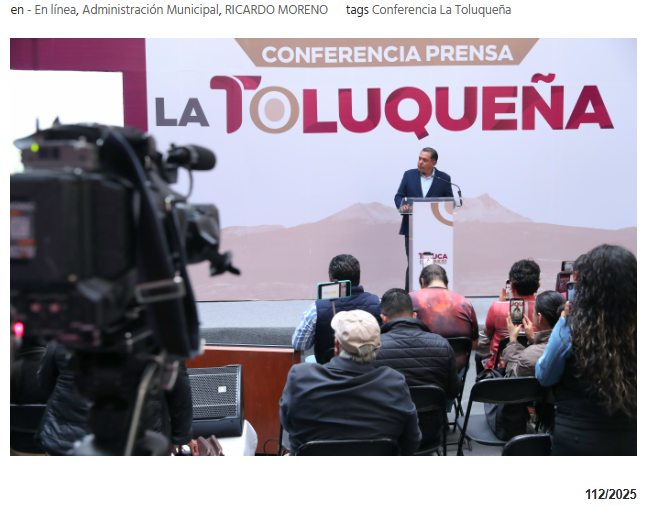 en - En línea, Administración Municipal, RICARDO MORENO tags Conferencia La Toluqueña
CONFERENCIA PRENSA
LA TOLUQUEÑA
112/2025